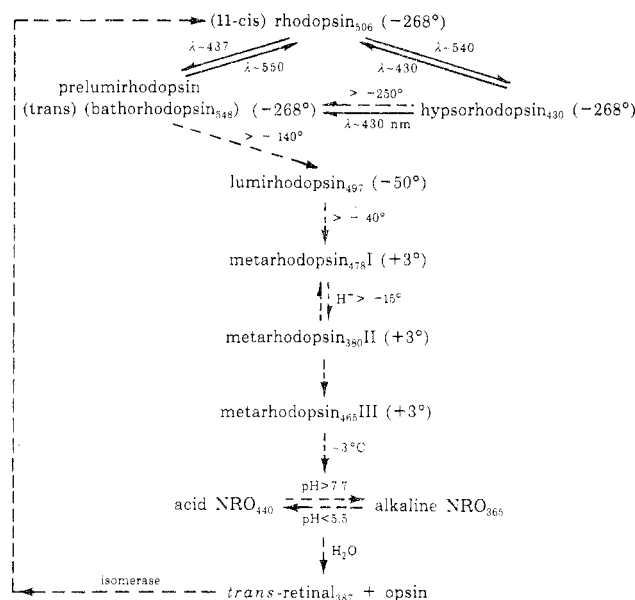 (11-cis) rhodopsin₅₀₆ (-268°)
λ~437
λ~550
λ~540
λ~430
prelumirhodopsin
> -250°
(trans) (bathorhodopsin₅₄₈) (-268°)
hypsorhodopsin₄₃₀ (-268°)
λ~430 nm
> - 140°
lumirhodopsin₄₉₇ (-50°)
> - 40°
metarhodopsin₄₇₈I (+3°)
H⁺> -15°
metarhodopsin₃₈₀II (+3°)
metarhodopsin₄₆₅III (+3°)
~3°C
pH>7.7
acid NRO₄₄₀
alkaline NRO₃₆₅
pH<5.5
H₂O
isomerase
trans-retinal₃₈₇ + opsin